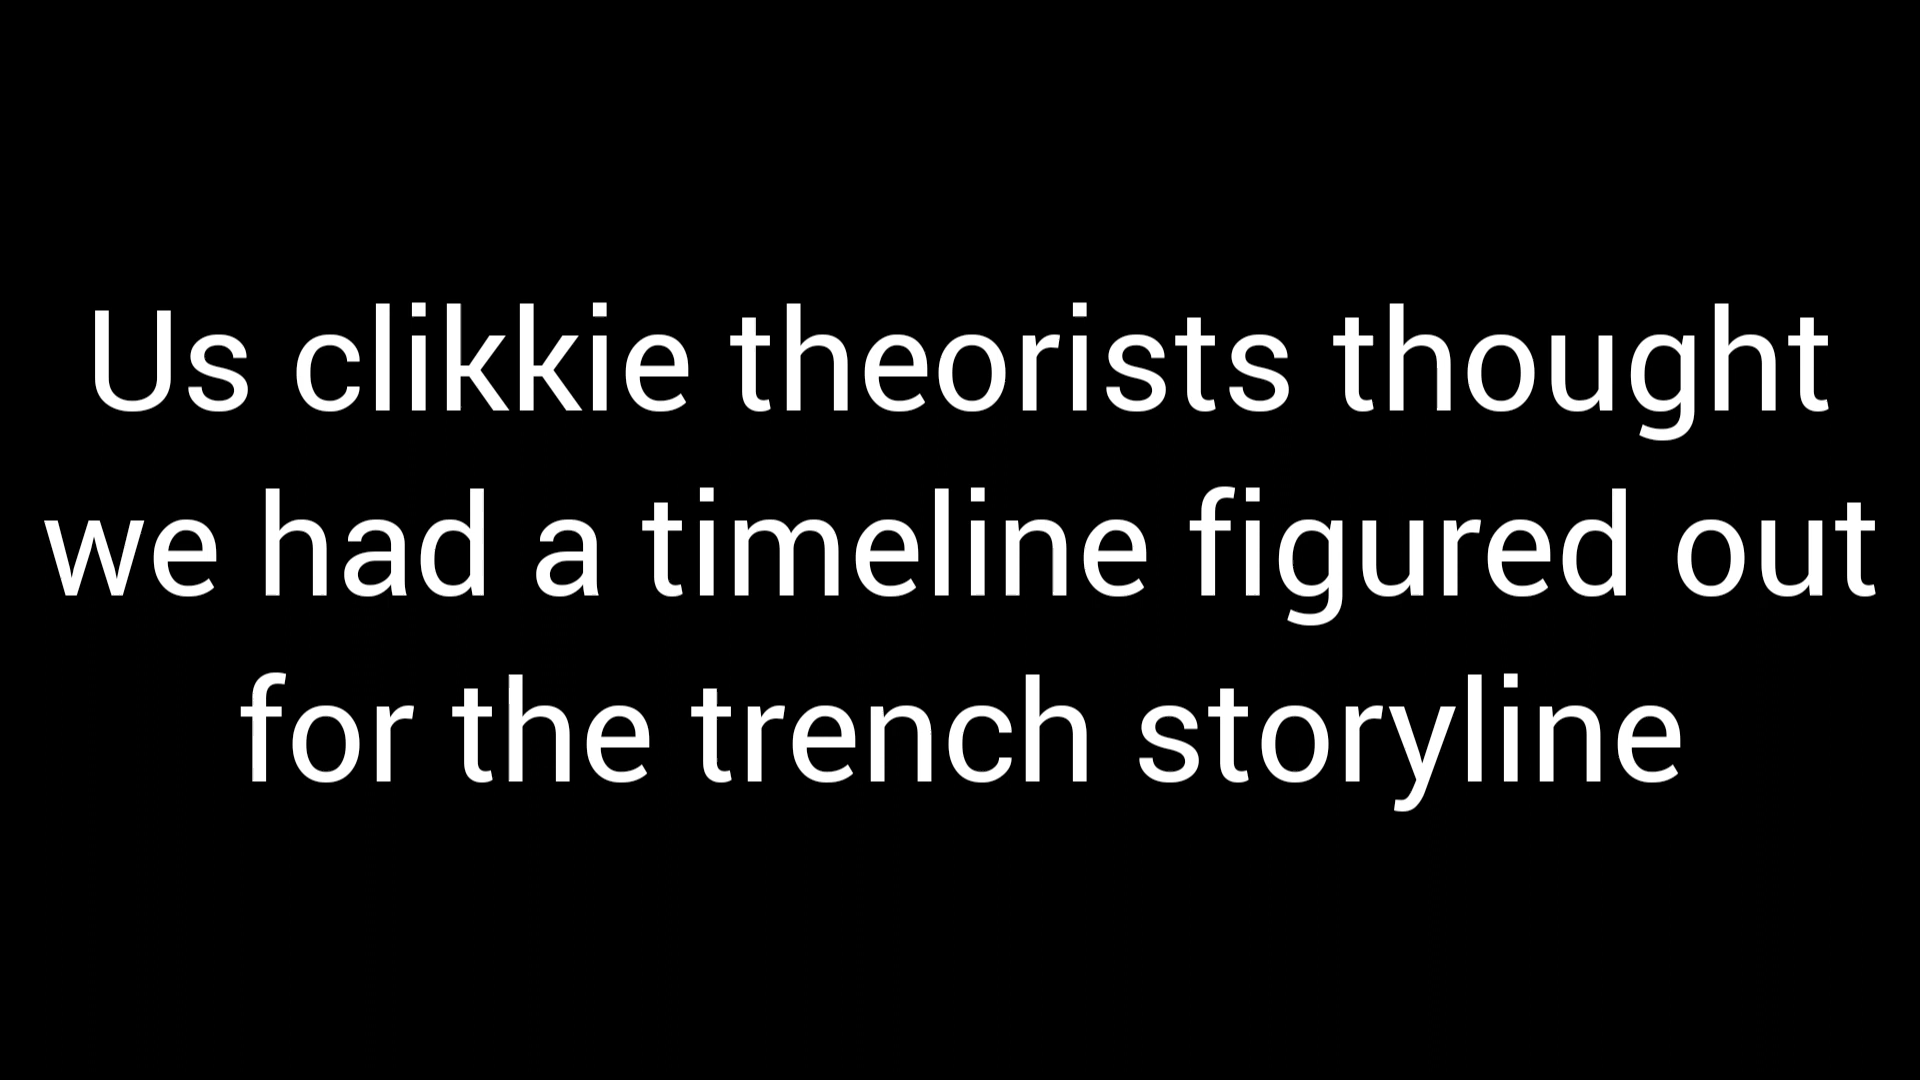 Us clikkie theorists thought
we had a timeline figured out
for the trench storyline